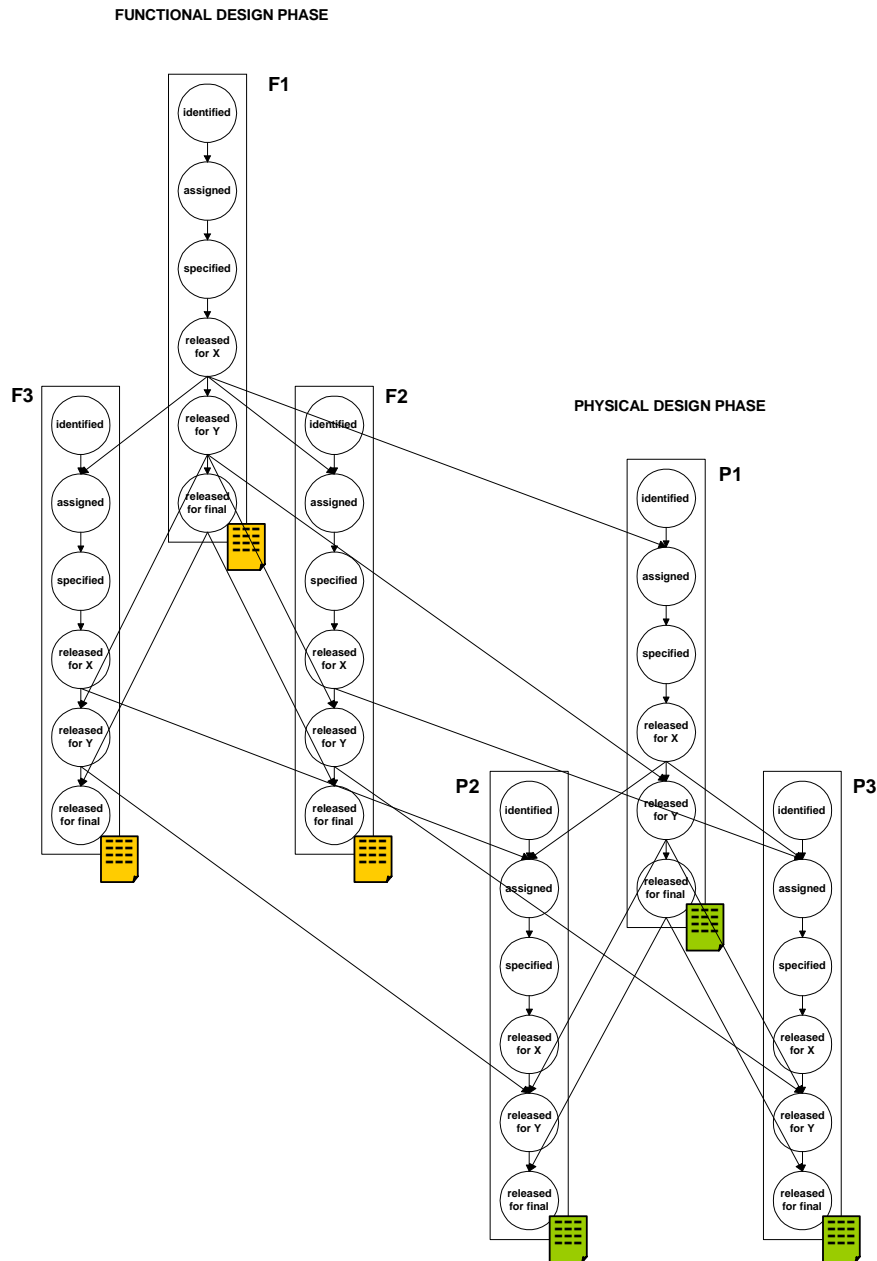 FUNCTIONAL DESIGN PHASE
F1
identified
assigned
specified
released
for X
released
for Y
released
for final
F3
identified
assigned
specified
released
for X
released
for Y
released
for final
F2
identified
assigned
specified
released
for X
released
for Y
released
for final
PHYSICAL DESIGN PHASE
P1
identified
assigned
specified
released
for X
released
for Y
released
for final
P2
identified
assigned
specified
released
for X
released
for Y
released
for final
P3
identified
assigned
specified
released
for X
released
for Y
released
for final